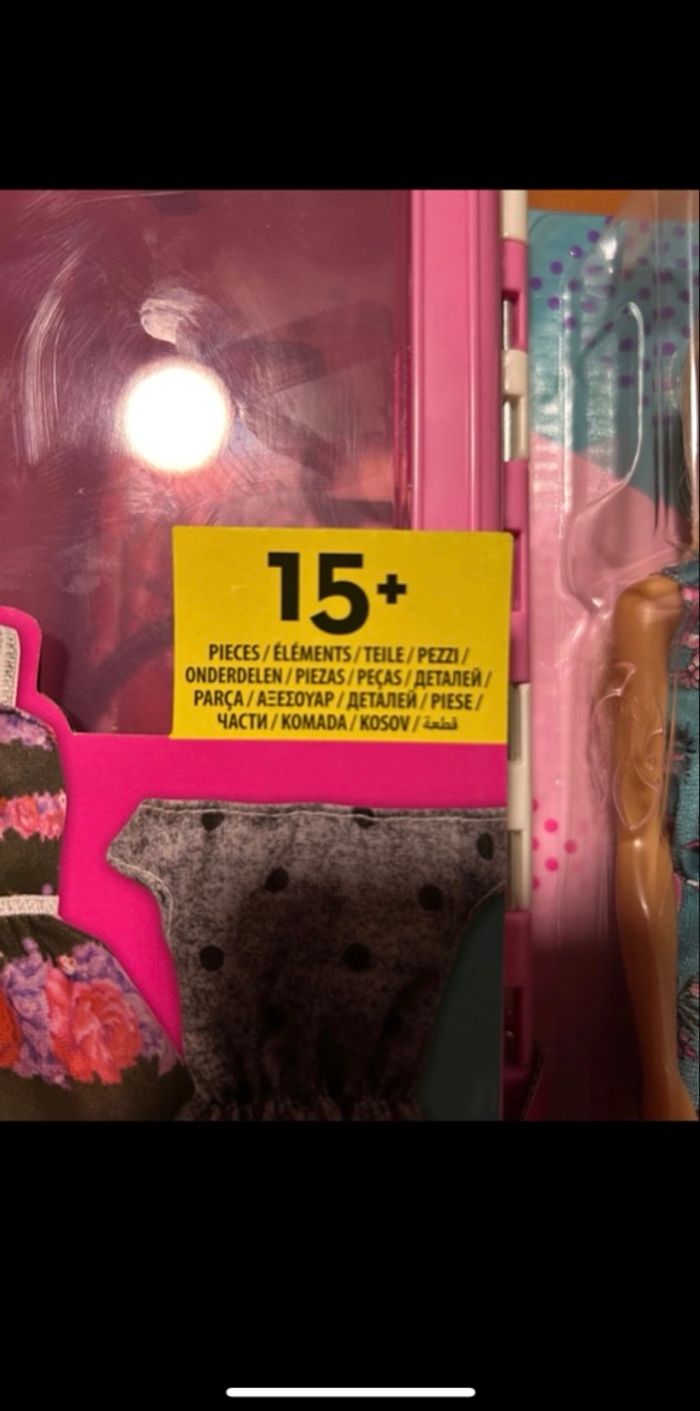 15+
PIECES / ÉLÉMENTS / TEILE / PEZZI /
ONDERDELEN / PIEZAS / PEÇAS / ДЕТАЛЕЙ /
PARÇA / ΑΞΕΣΟΥΑΡ / ДЕТАЛЕЙ / PIESE /
ЧАСТИ / KOMADA / KOSOV / قطعة